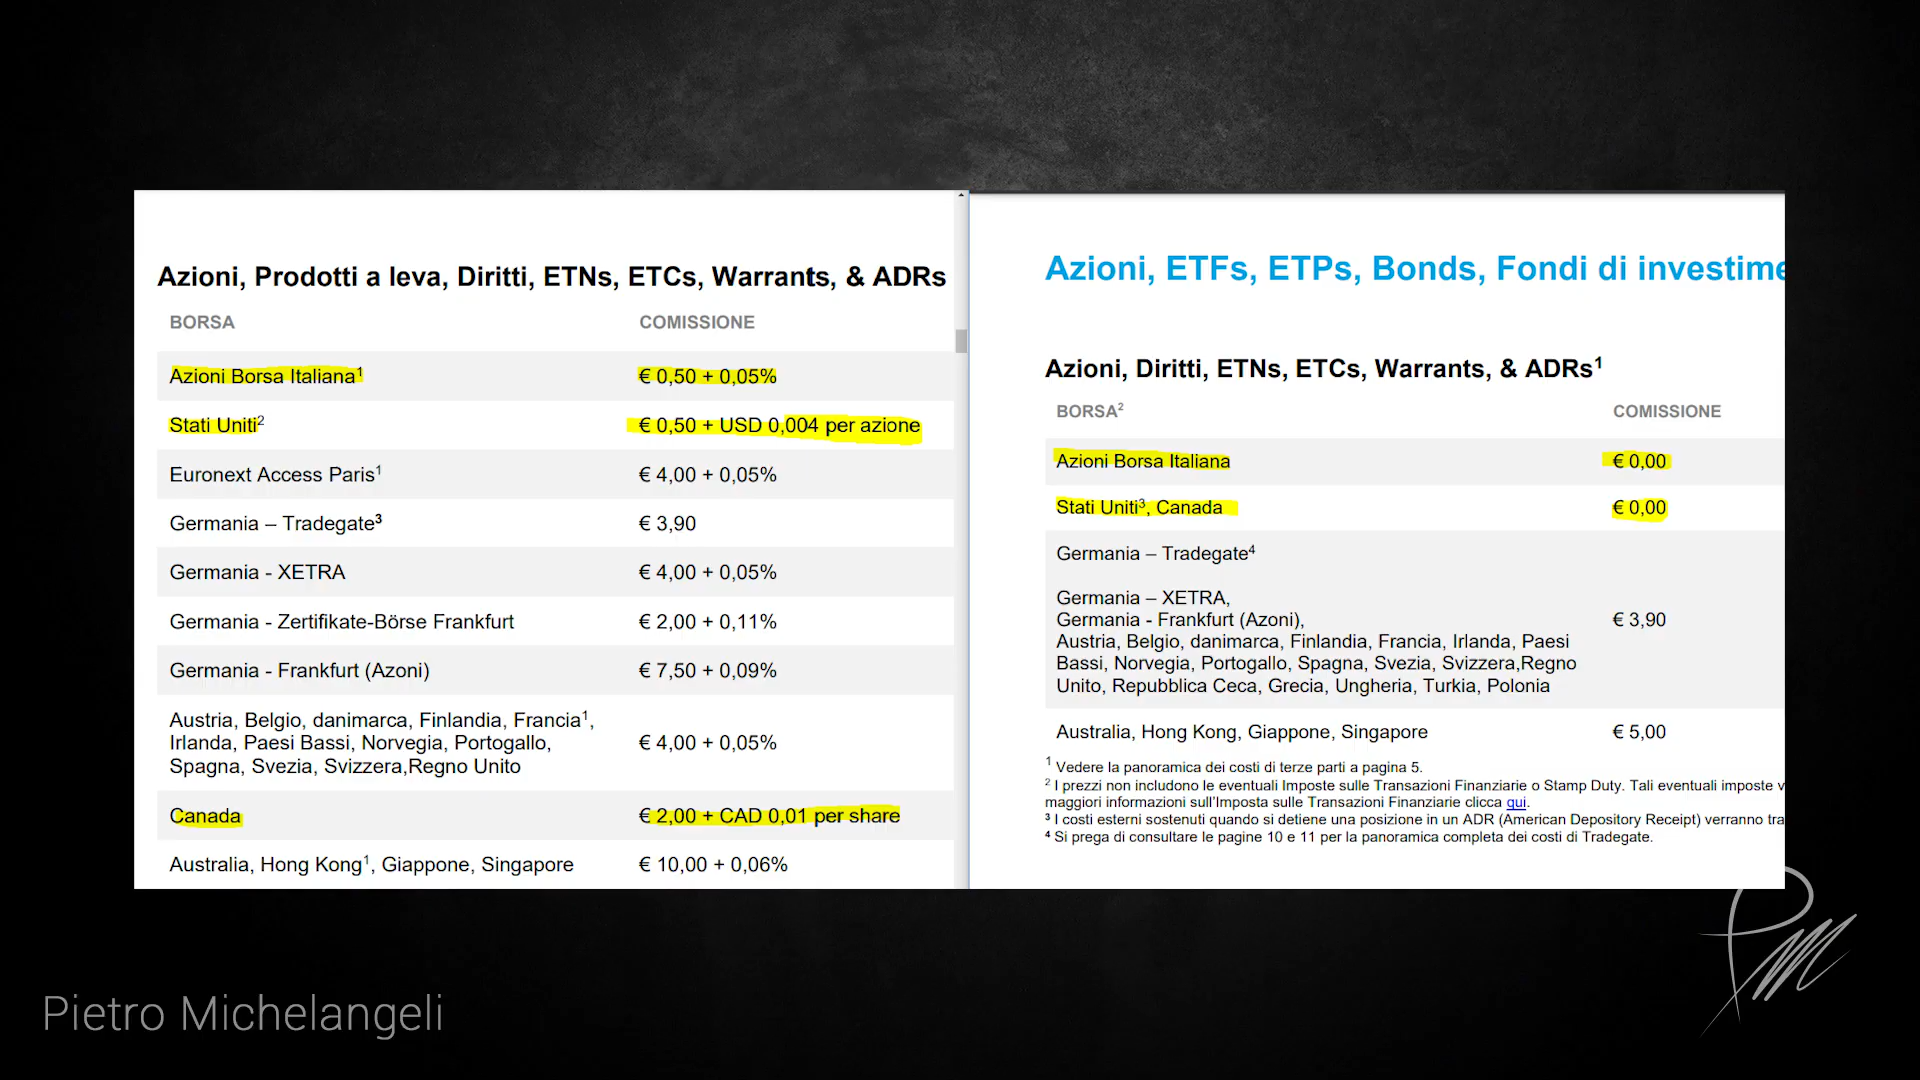 Azioni, Prodotti a leva, Diritti, ETNs, ETCs, Warrants, & ADRs
BORSA COMISSIONE
Azioni Borsa Italiana¹ € 0,50 + 0,05%
Stati Uniti² € 0,50 + USD 0,004 per azione
Euronext Access Paris¹ € 4,00 + 0,05%
Germania – Tradegate³ € 3,90
Germania - XETRA € 4,00 + 0,05%
Germania - Zertifikate-Börse Frankfurt € 2,00 + 0,11%
Germania - Frankfurt (Azoni) € 7,50 + 0,09%
Austria, Belgio, danimarca, Finlandia, Francia¹,
Irlanda, Paesi Bassi, Norvegia, Portogallo,
Spagna, Svezia, Svizzera,Regno Unito
€ 4,00 + 0,05%
Canada € 2,00 + CAD 0,01 per share
Australia, Hong Kong¹, Giappone, Singapore € 10,00 + 0,06%
Azioni, ETFs, ETPs, Bonds, Fondi di investime
Azioni, Diritti, ETNs, ETCs, Warrants, & ADRs¹
BORSA² COMISSIONE
Azioni Borsa Italiana € 0,00
Stati Uniti³, Canada € 0,00
Germania – Tradegate⁴
Germania – XETRA,
Germania - Frankfurt (Azoni),
Austria, Belgio, danimarca, Finlandia, Francia, Irlanda, Paesi
Bassi, Norvegia, Portogallo, Spagna, Svezia, Svizzera,Regno
Unito, Repubblica Ceca, Grecia, Ungheria, Turkia, Polonia
€ 3,90
Australia, Hong Kong, Giappone, Singapore € 5,00
¹ Vedere la panoramica dei costi di terze parti a pagina 5.
² I prezzi non includono le eventuali Imposte sulle Transazioni Finanziarie o Stamp Duty. Tali eventuali imposte v
maggiori informazioni sull'Imposta sulle Transazioni Finanziarie clicca qui.
³ I costi esterni sostenuti quando si detiene una posizione in un ADR (American Depository Receipt) verranno tra
⁴ Si prega di consultare le pagine 10 e 11 per la panoramica completa dei costi di Tradegate.
Pietro Michelangeli
PM